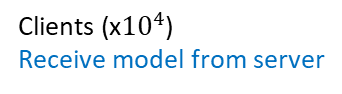 Clients (x10⁴)
Receive model from server